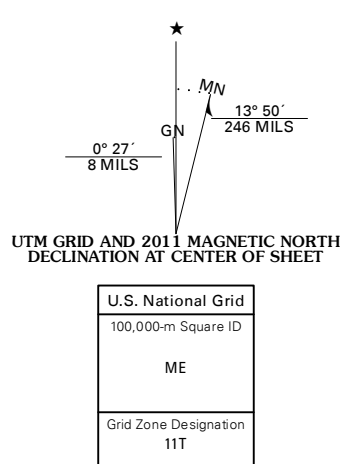 ★
MN
GN
13° 50´
246 MILS
0° 27´
8 MILS
UTM GRID AND 2011 MAGNETIC NORTH
DECLINATION AT CENTER OF SHEET
U.S. National Grid
100,000-m Square ID
ME
Grid Zone Designation
11T